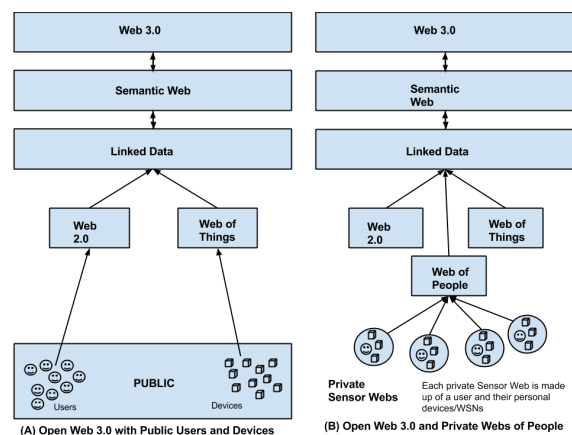 Web 3.0
Semantic Web
Linked Data
Web
2.0
Web of
Things
PUBLIC
Users
Devices
(A) Open Web 3.0 with Public Users and Devices
Web 3.0
Semantic
Web
Linked Data
Web
2.0
Web of
Things
Web of
People
Private
Sensor Webs
Each private Sensor Web is made
up of a user and their personal
devices/WSNs
(B) Open Web 3.0 and Private Webs of People